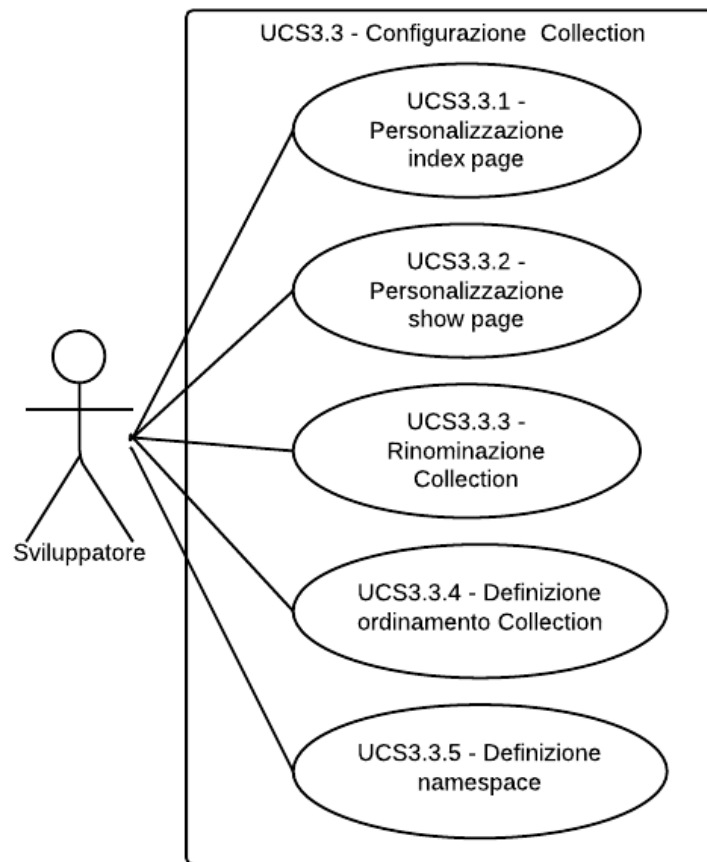 UCS3.3 - Configurazione Collection
UCS3.3.1 -
Personalizzazione
index page
UCS3.3.2 -
Personalizzazione
show page
UCS3.3.3 -
Rinominazione
Collection
Sviluppatore
UCS3.3.4 - Definizione
ordinamento Collection
UCS3.3.5 - Definizione
namespace